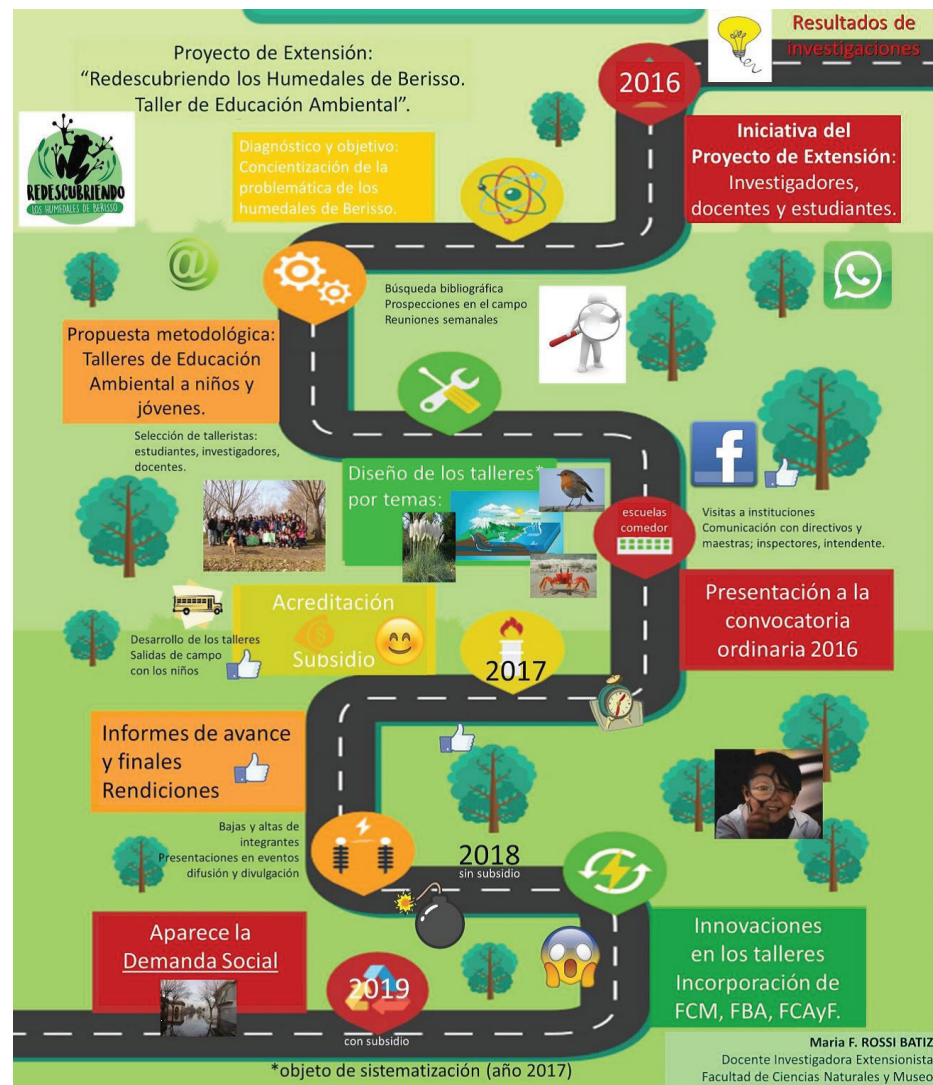 Resultados de
investigaciones
Proyecto de Extensión:
“Redescubriendo los Humedales de Berisso.
Taller de Educación Ambiental”.
2016
REDESCUBRIENDO
LOS HUMEDALES DE BERISSO
Diagnóstico y objetivo:
Concientización de la
problemática de los
humedales de Berisso.
Iniciativa del
Proyecto de Extensión:
Investigadores,
docentes y estudiantes.
@
Búsqueda bibliográfica
Prospecciones en el campo
Reuniones semanales
Propuesta metodológica:
Talleres de Educación
Ambiental a niños y
jóvenes.
Selección de talleristas:
estudiantes, investigadores,
docentes.
Diseño de los talleres*
por temas:
escuelas
comedor
f
Visitas a instituciones
Comunicación con directivos y
maestras; inspectores, intendente.
Acreditación
$
Subsidio
Presentación a la
convocatoria
ordinaria 2016
Desarrollo de los talleres
Salidas de campo
con los niños
2017
Informes de avance
y finales
Rendiciones
Bajas y altas de
integrantes
Presentaciones en eventos
difusión y divulgación
2018
sin subsidio
Aparece la
Demanda Social
Innovaciones
en los talleres
Incorporación de
FCM, FBA, FCAyF.
2019
con subsidio
*objeto de sistematización (año 2017)
Maria F. ROSSI BATIZ
Docente Investigadora Extensionista
Facultad de Ciencias Naturales y Museo